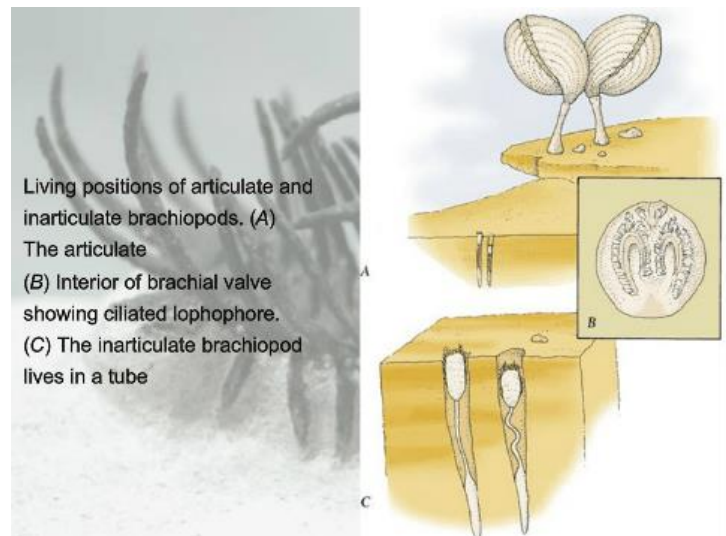 Living positions of articulate and
inarticulate brachiopods. (A)
The articulate
(B) Interior of brachial valve
showing ciliated lophophore.
(C) The inarticulate brachiopod
lives in a tube
A
B
C